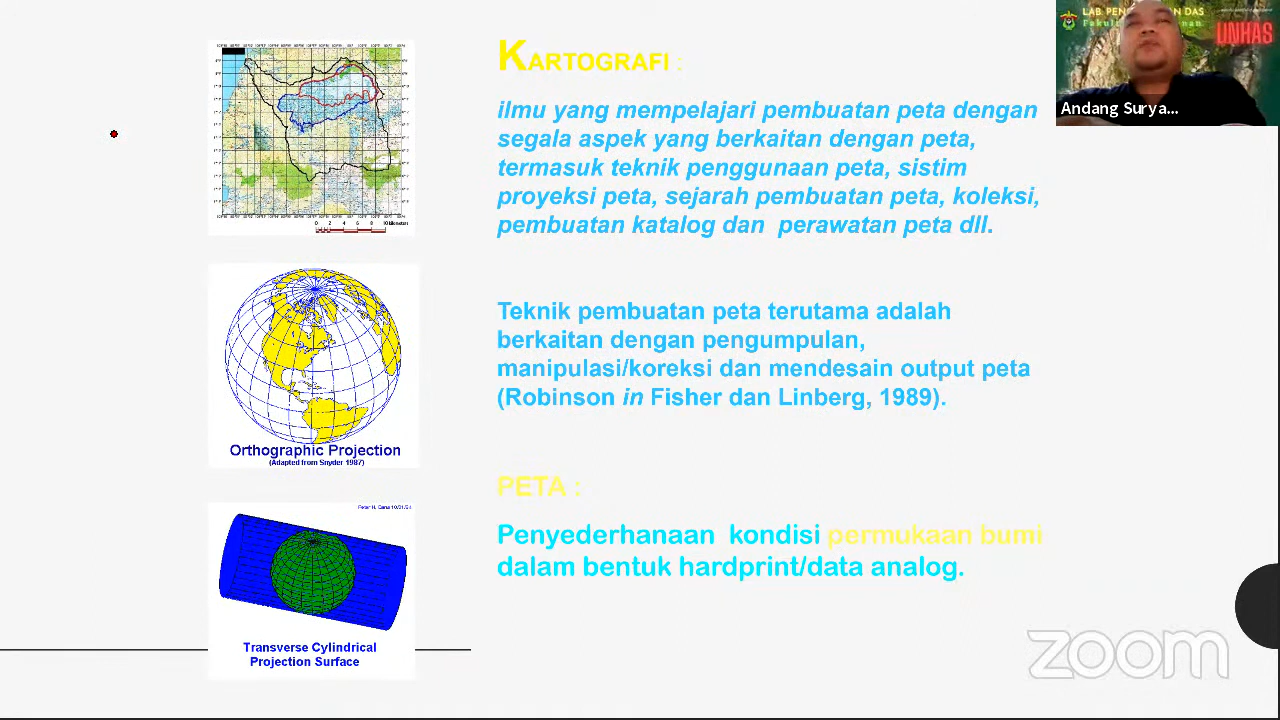 KARTOGRAFI :
ilmu yang mempelajari pembuatan peta dengan
segala aspek yang berkaitan dengan peta,
termasuk teknik penggunaan peta, sistim
proyeksi peta, sejarah pembuatan peta, koleksi,
pembuatan katalog dan perawatan peta dll.
Teknik pembuatan peta terutama adalah
berkaitan dengan pengumpulan,
manipulasi/koreksi dan mendesain output peta
(Robinson in Fisher dan Linberg, 1989).
PETA :
Penyederhanaan kondisi permukaan bumi
dalam bentuk hardprint/data analog.
Orthographic Projection
(Adapted from Snyder 1987)
Transverse Cylindrical
Projection Surface
LAB PEN DAS
UNHAS
Andang Surya...
zoom